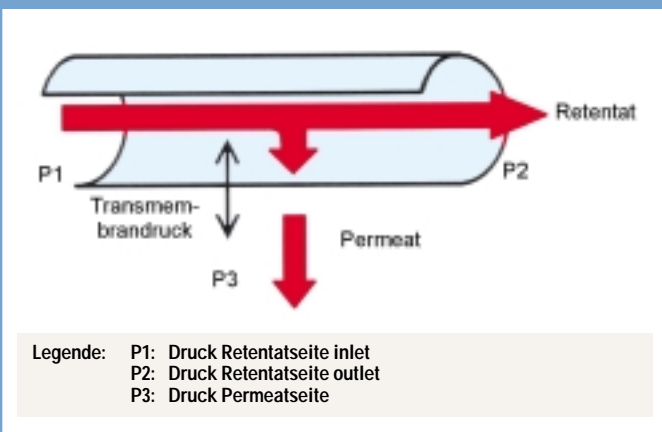 Retentat
P1
P2
Transmem-
brandruck
Permeat
P3
Legende: P1: Druck Retentatseite inlet
P2: Druck Retentatseite outlet
P3: Druck Permeatseite